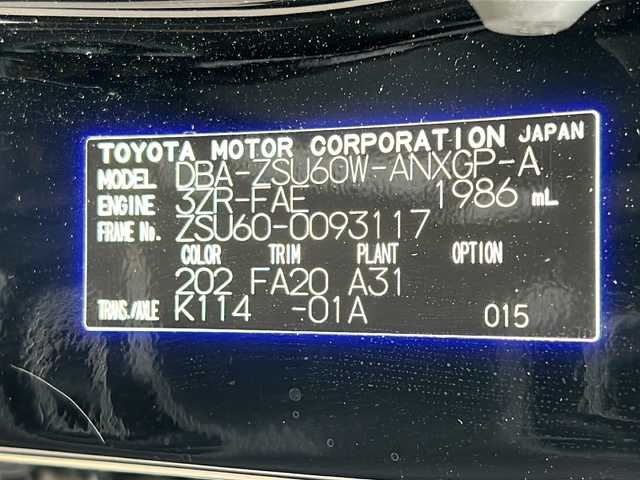 TOYOTA MOTOR CORPORATION JAPAN
MODEL DBA-ZSU60W-ANXGP-A
ENGINE 3ZR-FAE 1986 mL
FRAME No. ZSU60-0093117
COLOR TRIM PLANT OPTION
202 FA20 A31
TRANS./AXLE K114 -01A 015